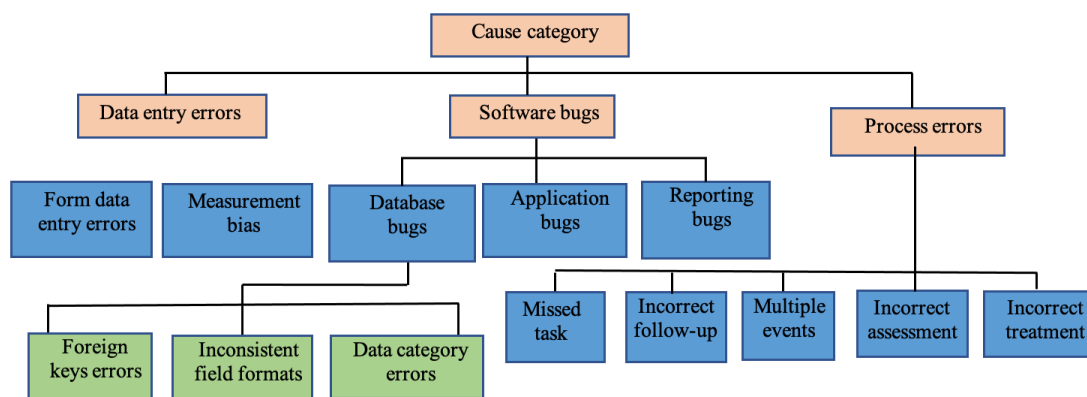 Cause category
Data entry errors
Software bugs
Process errors
Form data
entry errors
Measurement
bias
Database
bugs
Application
bugs
Reporting
bugs
Missed
task
Incorrect
follow-up
Multiple
events
Incorrect
assessment
Incorrect
treatment
Foreign
keys errors
Inconsistent
field formats
Data category
errors